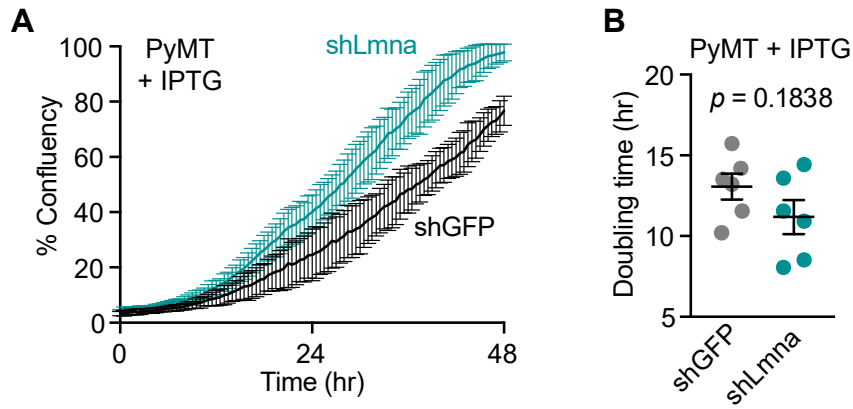 A
PyMT
+ IPTG
shLmna
shGFP
% Confluency
100
80
60
40
20
0
0
24
48
Time (hr)
B
PyMT + IPTG
p = 0.1838
Doubling time (hr)
20
15
10
5
shGFP
shLmna